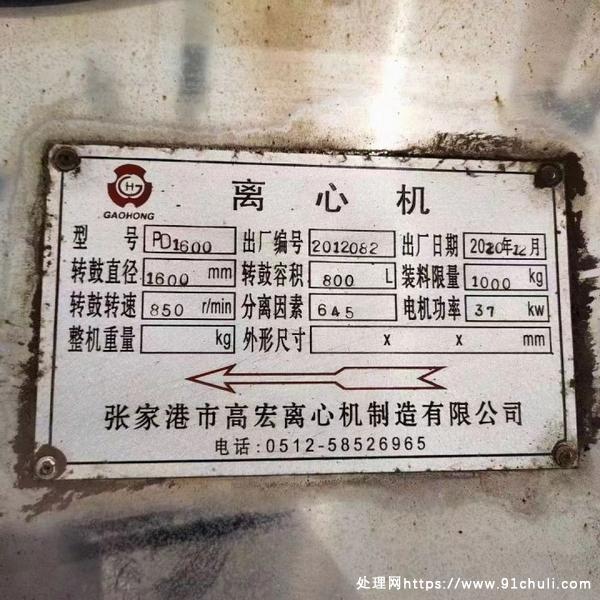 GH
GAOHONG
离心机
型号 PD1600 出厂编号 2012082 出厂日期 2020年12月
转鼓直径 1600 mm 转鼓容积 800 L 装料限量 1000 kg
转鼓转速 850 r/min 分离因素 645 电机功率 37 kw
整机重量 kg 外形尺寸 x x mm
张家港市高宏离心机制造有限公司
电话:0512-58526965
处理网https://www.91chuli.com/